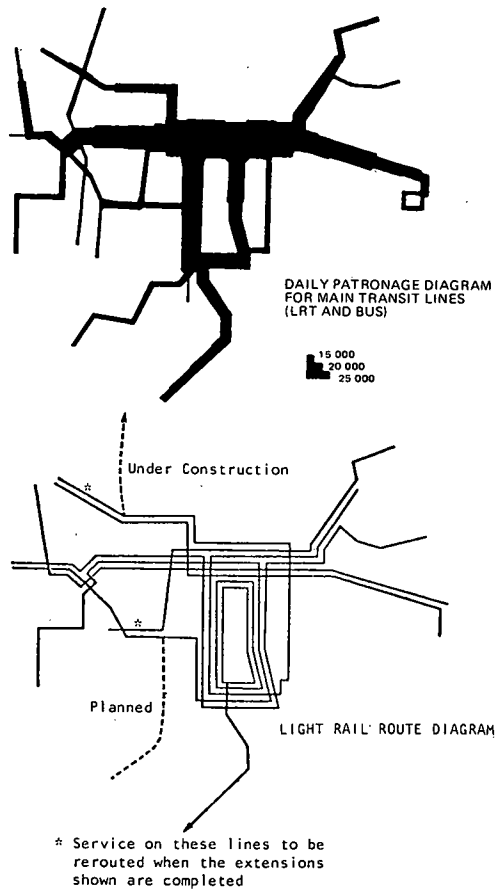 DAILY PATRONAGE DIAGRAM
FOR MAIN TRANSIT LINES
(LRT AND BUS)
15 000
20 000
25 000
*
Under Construction
*
Planned
LIGHT RAIL ROUTE DIAGRAM
* Service on these lines to be
rerouted when the extensions
shown are completed